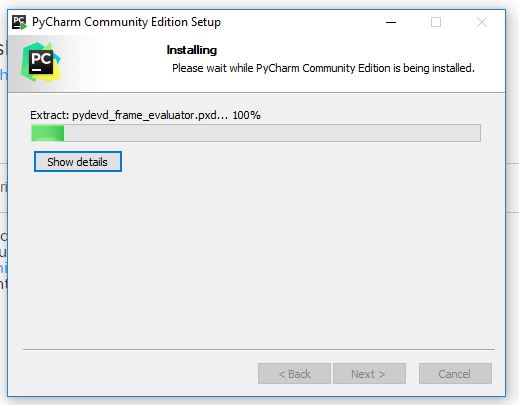 PyCharm Community Edition Setup
PC
Installing
Please wait while PyCharm Community Edition is being installed.
Extract: pydevd_frame_evaluator.pxd... 100%
Show details
< Back
Next >
Cancel